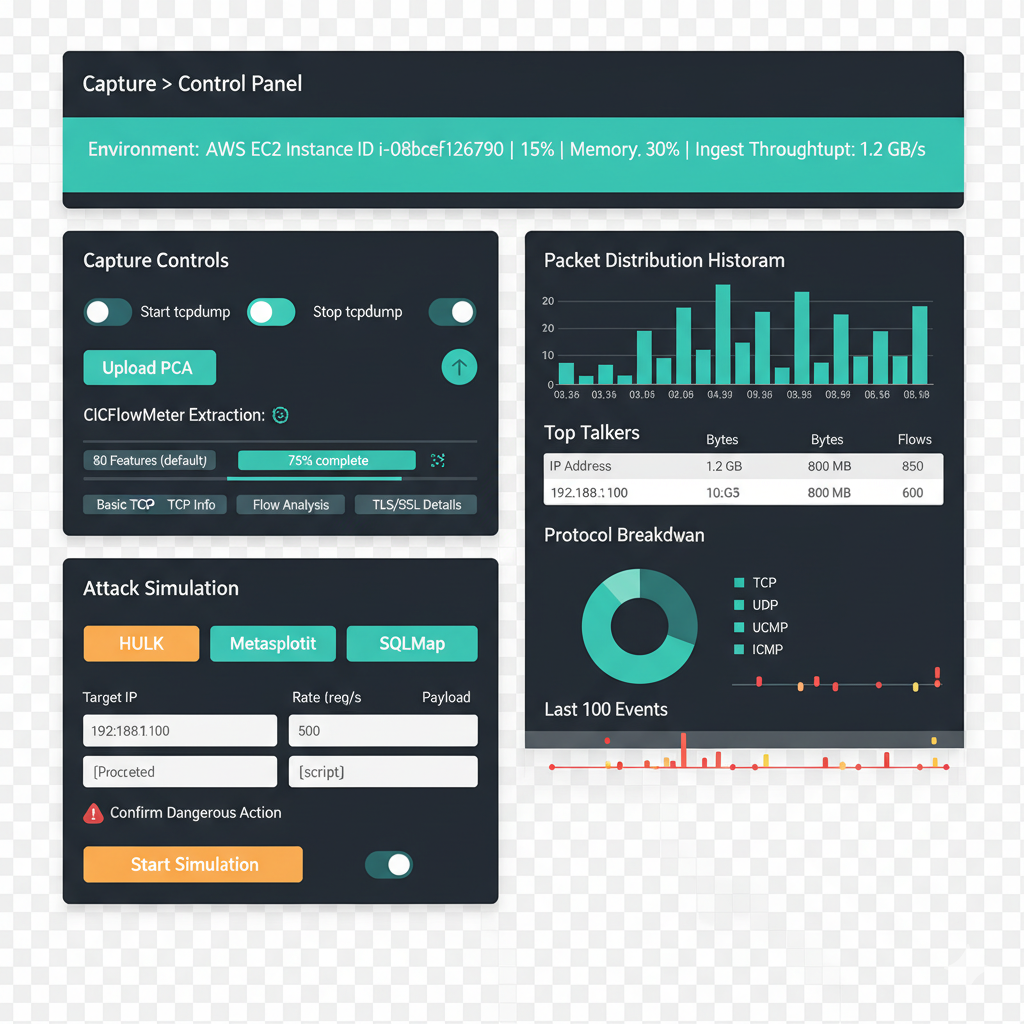 Capture > Control Panel
Environment: AWS EC2 Instance ID i-08bcef126790 | 15% | Memory. 30% | Ingest Throughtupt: 1.2 GB/s
Capture Controls
Start tcpdump Stop tcpdump
Upload PCA
CICFlowMeter Extraction:
80 Features (default) 75% complete
Basic TCP TCP Info Flow Analysis TLS/SSL Details
Attack Simulation
HULK Metasplotit SQLMap
Target IP Rate (reg/s Payload
192:1881.100 500
[Procceted [script]
Confirm Dangerous Action
Start Simulation
Packet Distribution Historam
20
20
10
0
03.36 03.36 03.06 02.06 04.99 09.36 03.95 08.99 06.56
Top Talkers Bytes Bytes Flows
IP Address 1.2 GB 800 MB 850
192.188.1:100 10:G5 800 MB 600
Protocol Breakdwan
TCP
UDP
UCMP
ICMP
Last 100 Events